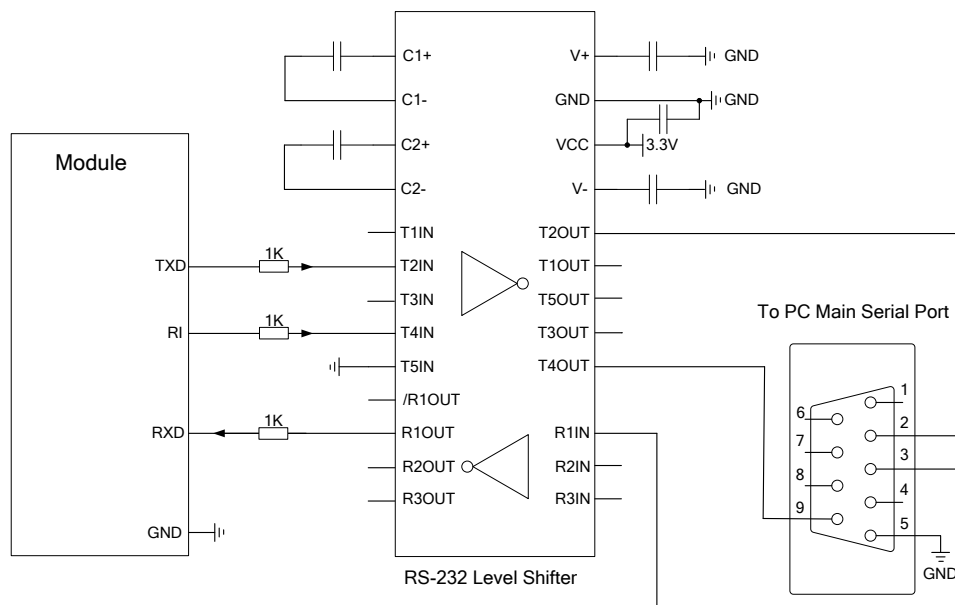 Module
TXD
RI
RXD
GND
1K
1K
1K
C1+
C1-
C2+
C2-
T1IN
T2IN
T3IN
T4IN
T5IN
/R1OUT
R1OUT
R2OUT
R3OUT
V+
GND
VCC
V-
T2OUT
T1OUT
T5OUT
T3OUT
T4OUT
R1IN
R2IN
R3IN
GND
GND
3.3V
GND
RS-232 Level Shifter
To PC Main Serial Port
1
6
2
7
3
8
4
9
5
GND